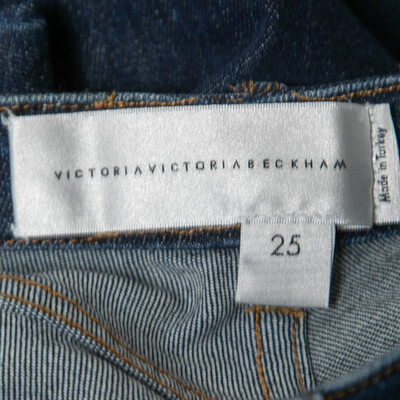 VICTORIAVICTORIABECKHAM
Made in Turkey
25